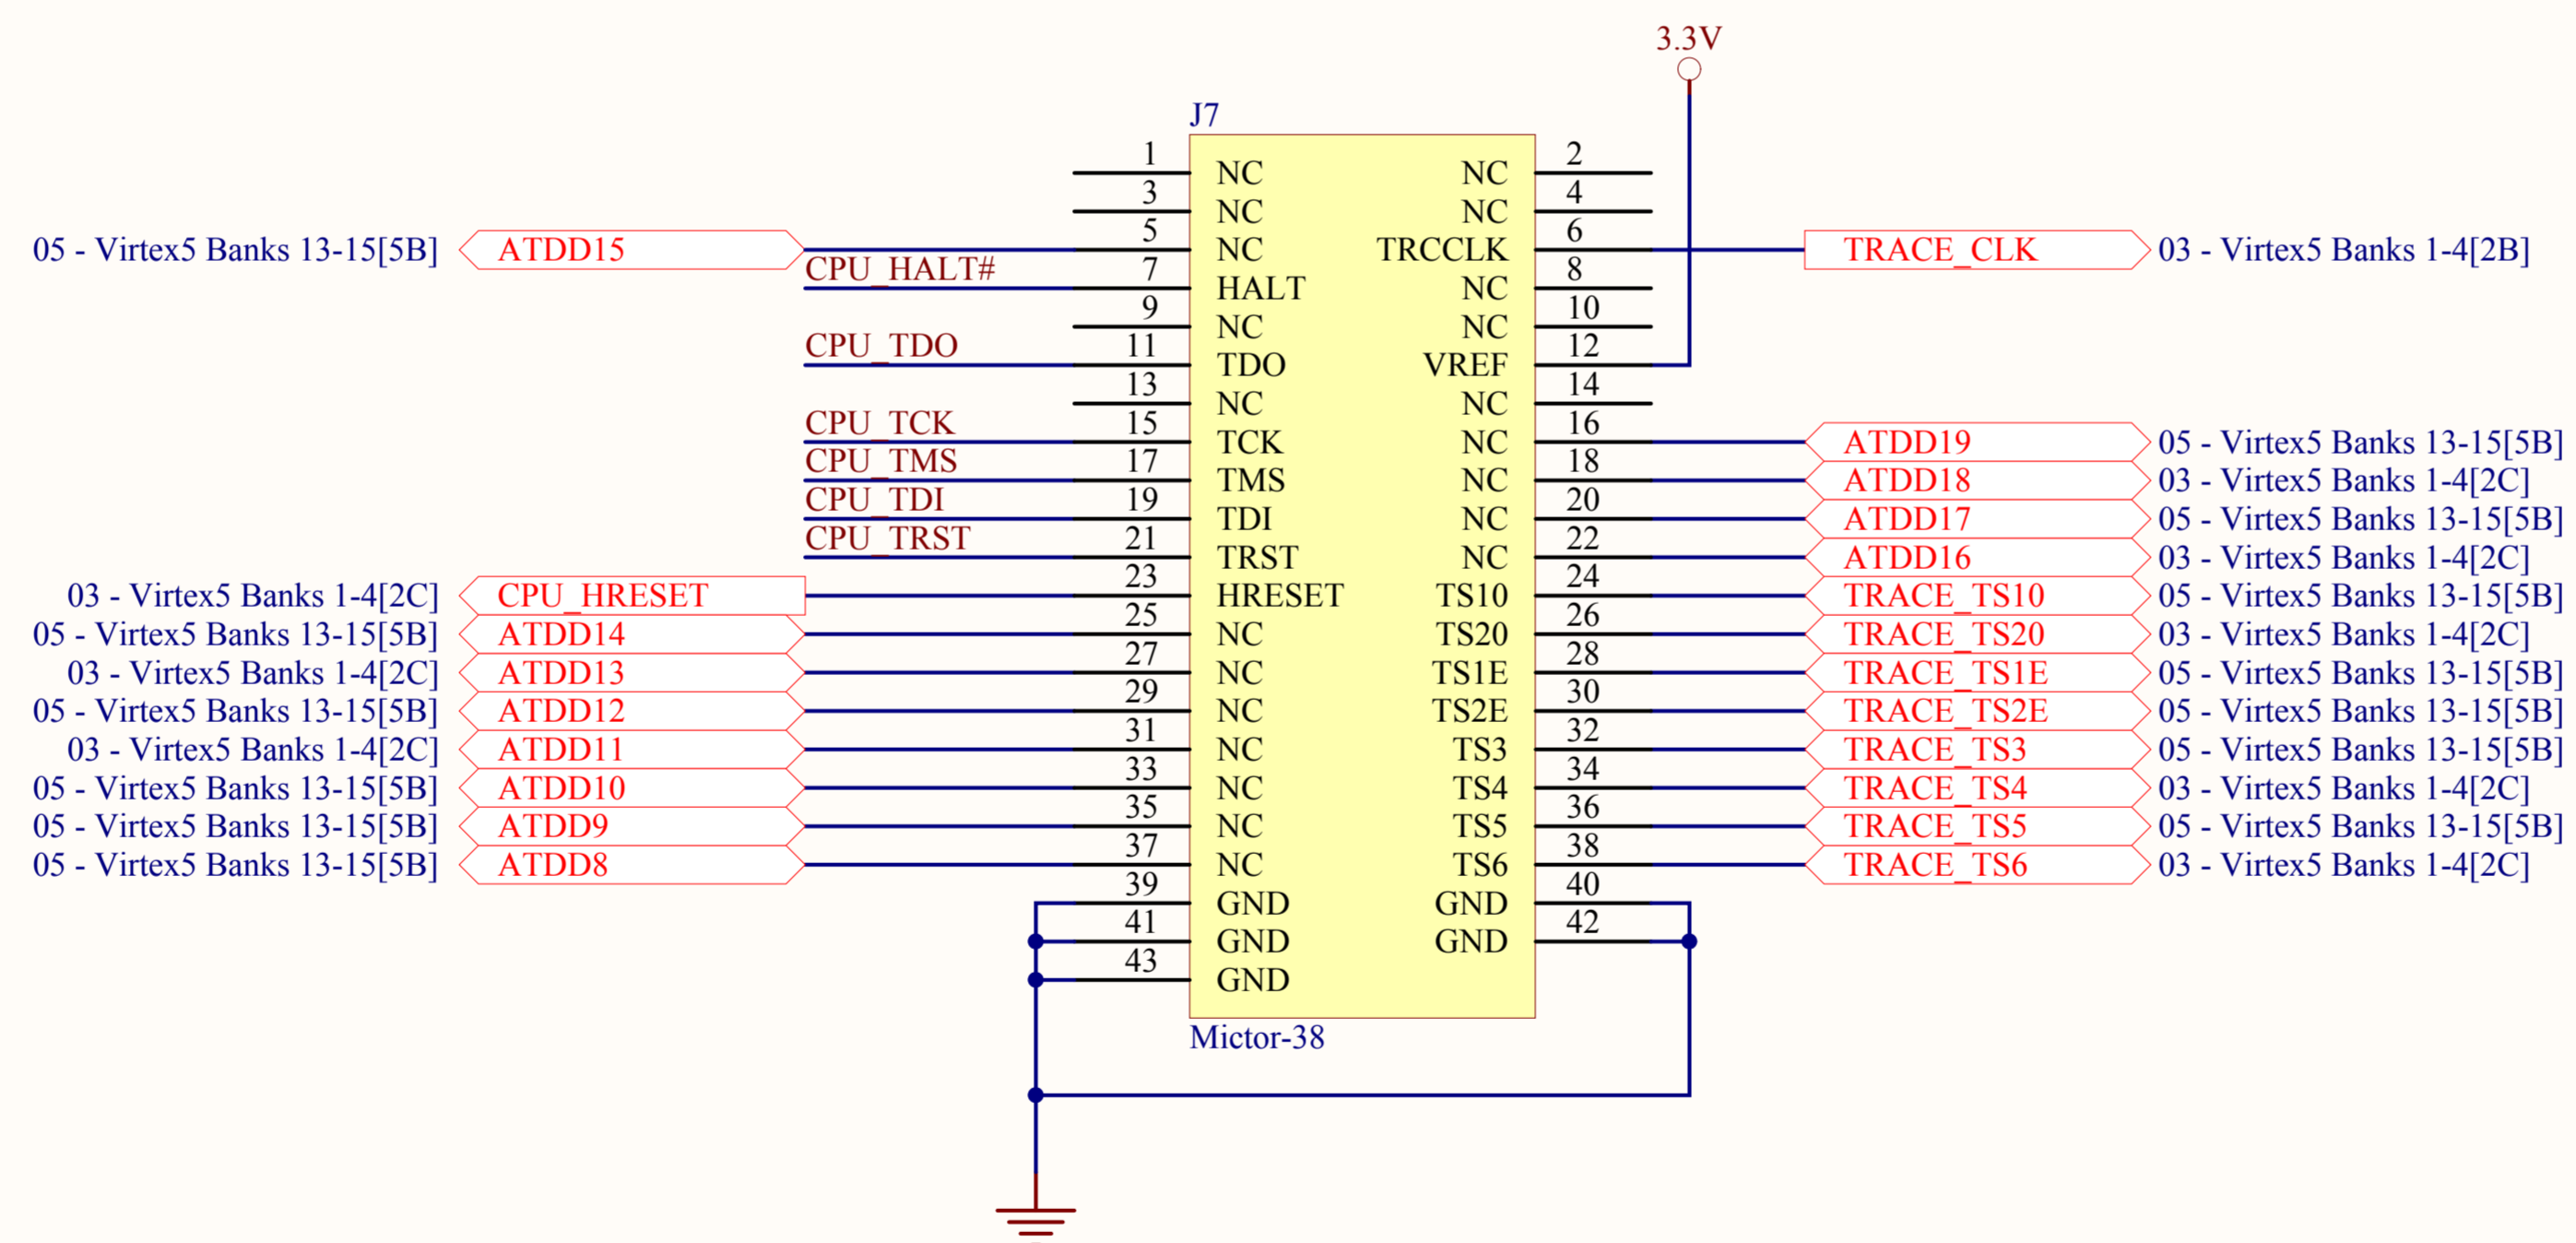 3.3V
J7
1 NC NC 2
3 NC NC 4
05 - Virtex5 Banks 13-15[5B] ATDD15 5 NC TRCCLK 6 TRACE_CLK 03 - Virtex5 Banks 1-4[2B]
CPU_HALT# 7 HALT NC 8
9 NC NC 10
CPU_TDO 11 TDO VREF 12
13 NC NC 14
CPU_TCK 15 TCK NC 16 ATDD19 05 - Virtex5 Banks 13-15[5B]
CPU_TMS 17 TMS NC 18 ATDD18 03 - Virtex5 Banks 1-4[2C]
CPU_TDI 19 TDI NC 20 ATDD17 05 - Virtex5 Banks 13-15[5B]
CPU_TRST 21 TRST NC 22 ATDD16 03 - Virtex5 Banks 1-4[2C]
03 - Virtex5 Banks 1-4[2C] CPU_HRESET 23 HRESET TS10 24 TRACE_TS10 05 - Virtex5 Banks 13-15[5B]
05 - Virtex5 Banks 13-15[5B] ATDD14 25 NC TS20 26 TRACE_TS20 03 - Virtex5 Banks 1-4[2C]
03 - Virtex5 Banks 1-4[2C] ATDD13 27 NC TS1E 28 TRACE_TS1E 05 - Virtex5 Banks 13-15[5B]
05 - Virtex5 Banks 13-15[5B] ATDD12 29 NC TS2E 30 TRACE_TS2E 05 - Virtex5 Banks 13-15[5B]
03 - Virtex5 Banks 1-4[2C] ATDD11 31 NC TS3 32 TRACE_TS3 05 - Virtex5 Banks 13-15[5B]
05 - Virtex5 Banks 13-15[5B] ATDD10 33 NC TS4 34 TRACE_TS4 03 - Virtex5 Banks 1-4[2C]
05 - Virtex5 Banks 13-15[5B] ATDD9 35 NC TS5 36 TRACE_TS5 05 - Virtex5 Banks 13-15[5B]
05 - Virtex5 Banks 13-15[5B] ATDD8 37 NC TS6 38 TRACE_TS6 03 - Virtex5 Banks 1-4[2C]
39 GND GND 40
41 GND GND 42
43 GND
Mictor-38